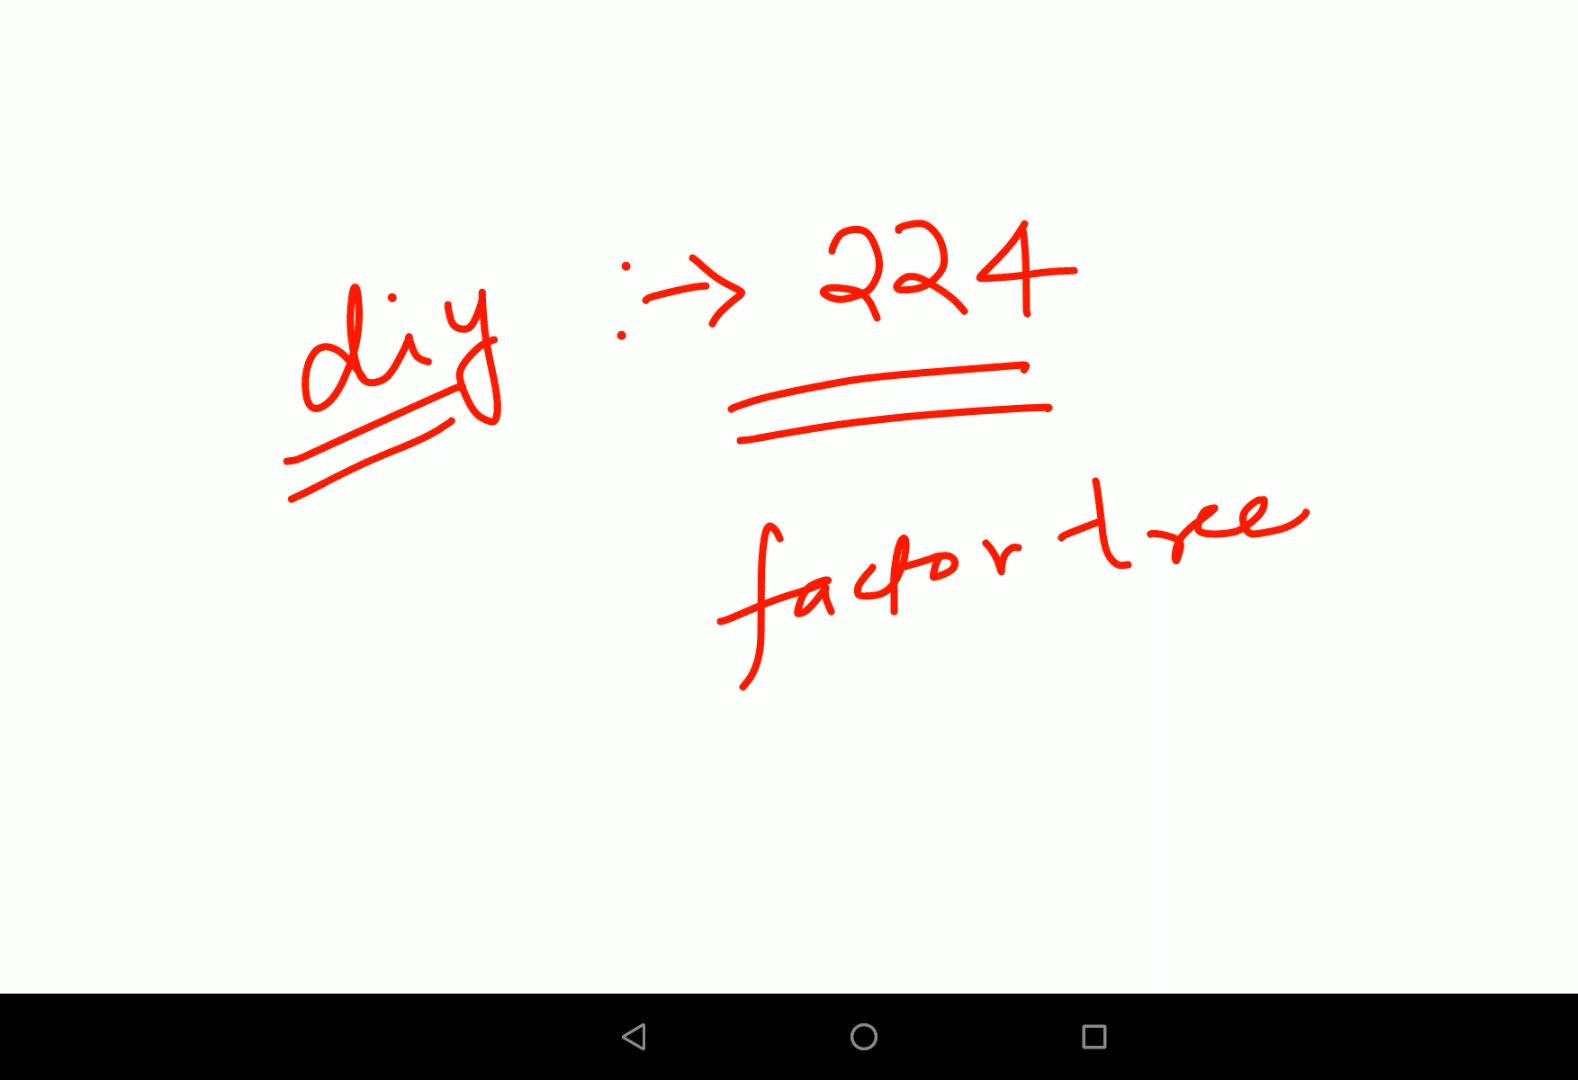 diy :→ 224
factor tree